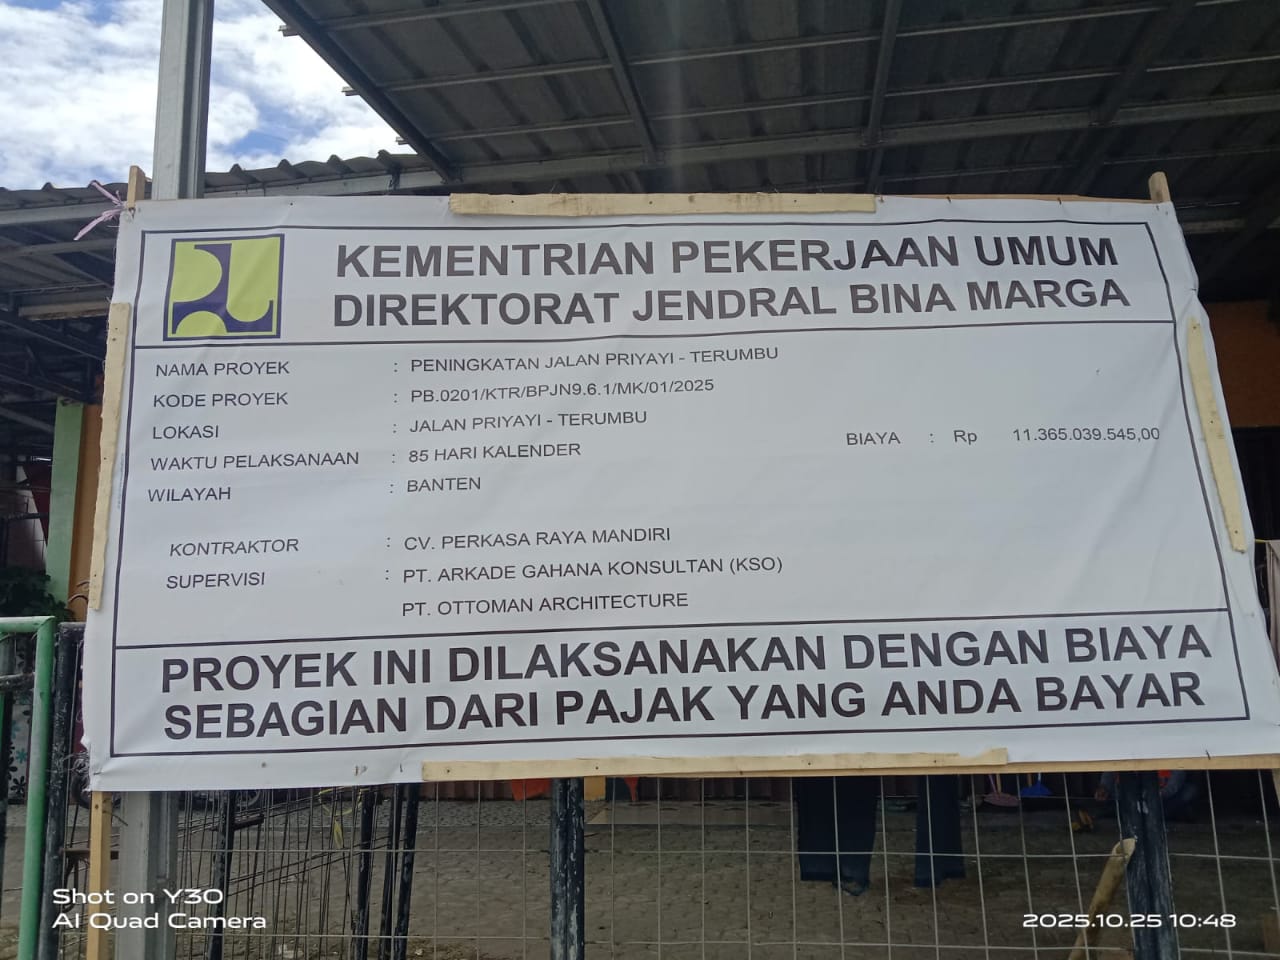 KEMENTRIAN PEKERJAAN UMUM
DIREKTORAT JENDRAL BINA MARGA
NAMA PROYEK : PENINGKATAN JALAN PRIYAYI - TERUMBU
KODE PROYEK : PB.0201/KTR/BPJN9.6.1/MK/01/2025
LOKASI : JALAN PRIYAYI - TERUMBU
WAKTU PELAKSANAAN : 85 HARI KALENDER
BIAYA : Rp 11.365.039.545,00
WILAYAH : BANTEN
KONTRAKTOR : CV. PERKASA RAYA MANDIRI
SUPERVISI : PT. ARKADE GAHANA KONSULTAN (KSO)
PT. OTTOMAN ARCHITECTURE
PROYEK INI DILAKSANAKAN DENGAN BIAYA
SEBAGIAN DARI PAJAK YANG ANDA BAYAR
Shot on Y30
AI Quad Camera
2025.10.25 10:48